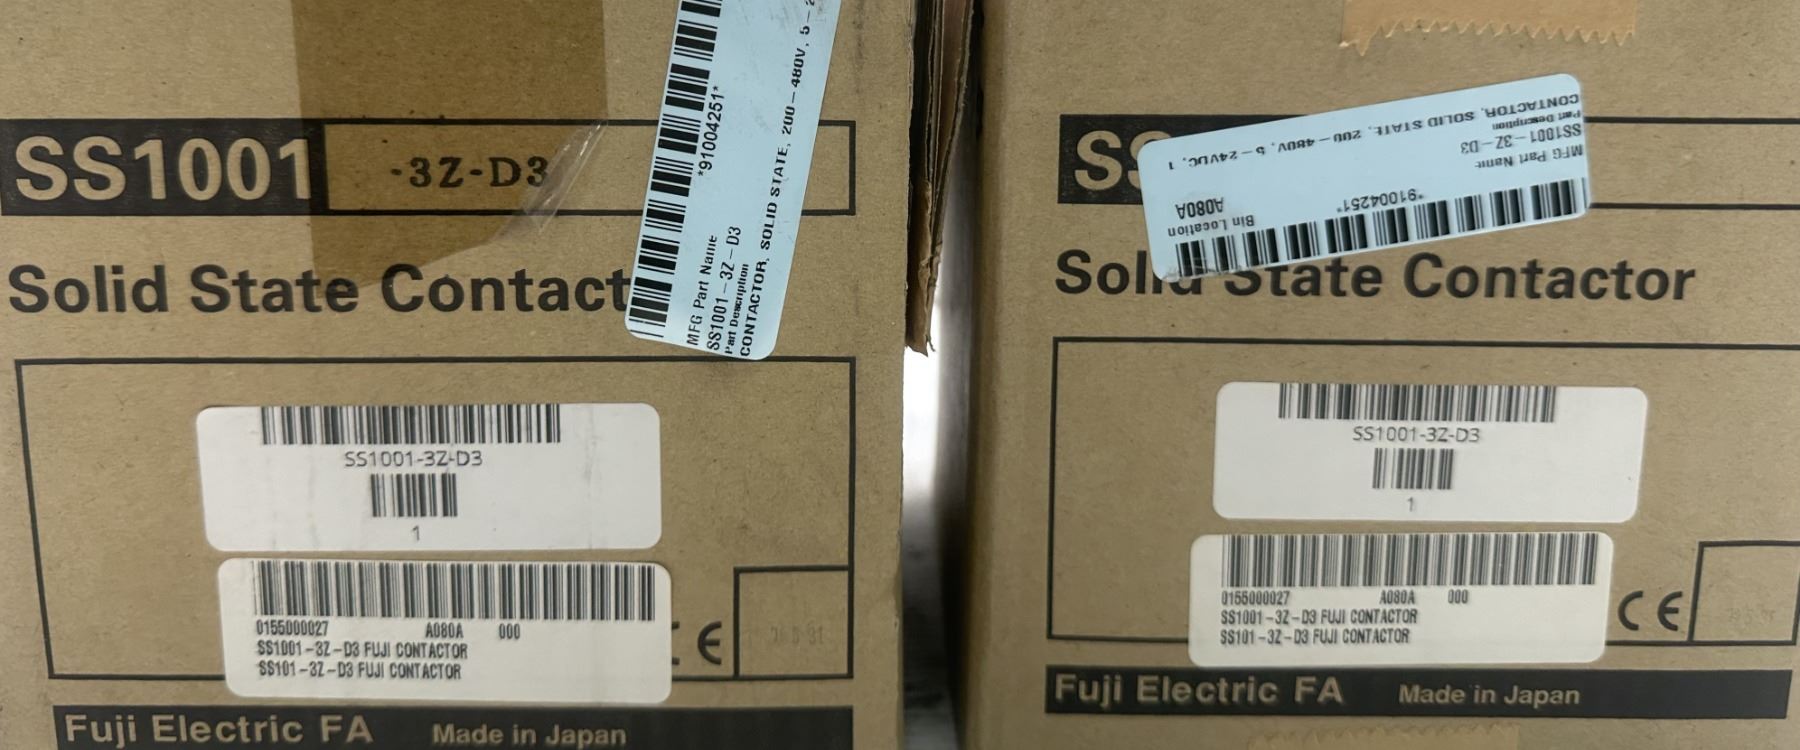 SS1001 -3Z-D3
Solid State Contact
*91004251*
MFG Part Name
SS1001-3Z-D3
Part Description
CONTACTOR, SOLID STATE, 200-480V, 5-2
SS1001-3Z-D3
1
0155000027 A080A 000
SS1001-3Z-D3 FUJI CONTACTOR
SS101-3Z-D3 FUJI CONTACTOR
CE
Fuji Electric FA Made in Japan
SS
Bin Location
A080A
*91004251*
MFG Part Name
SS1001-3Z-D3
Part Description
CONTACTOR, SOLID STATE, 200-480V, 5-24VDC, 1
Solid State Contactor
SS1001-3Z-D3
1
0155000027 A080A 000
SS1001-3Z-D3 FUJI CONTACTOR
SS101-3Z-D3 FUJI CONTACTOR
CE
Fuji Electric FA Made in Japan